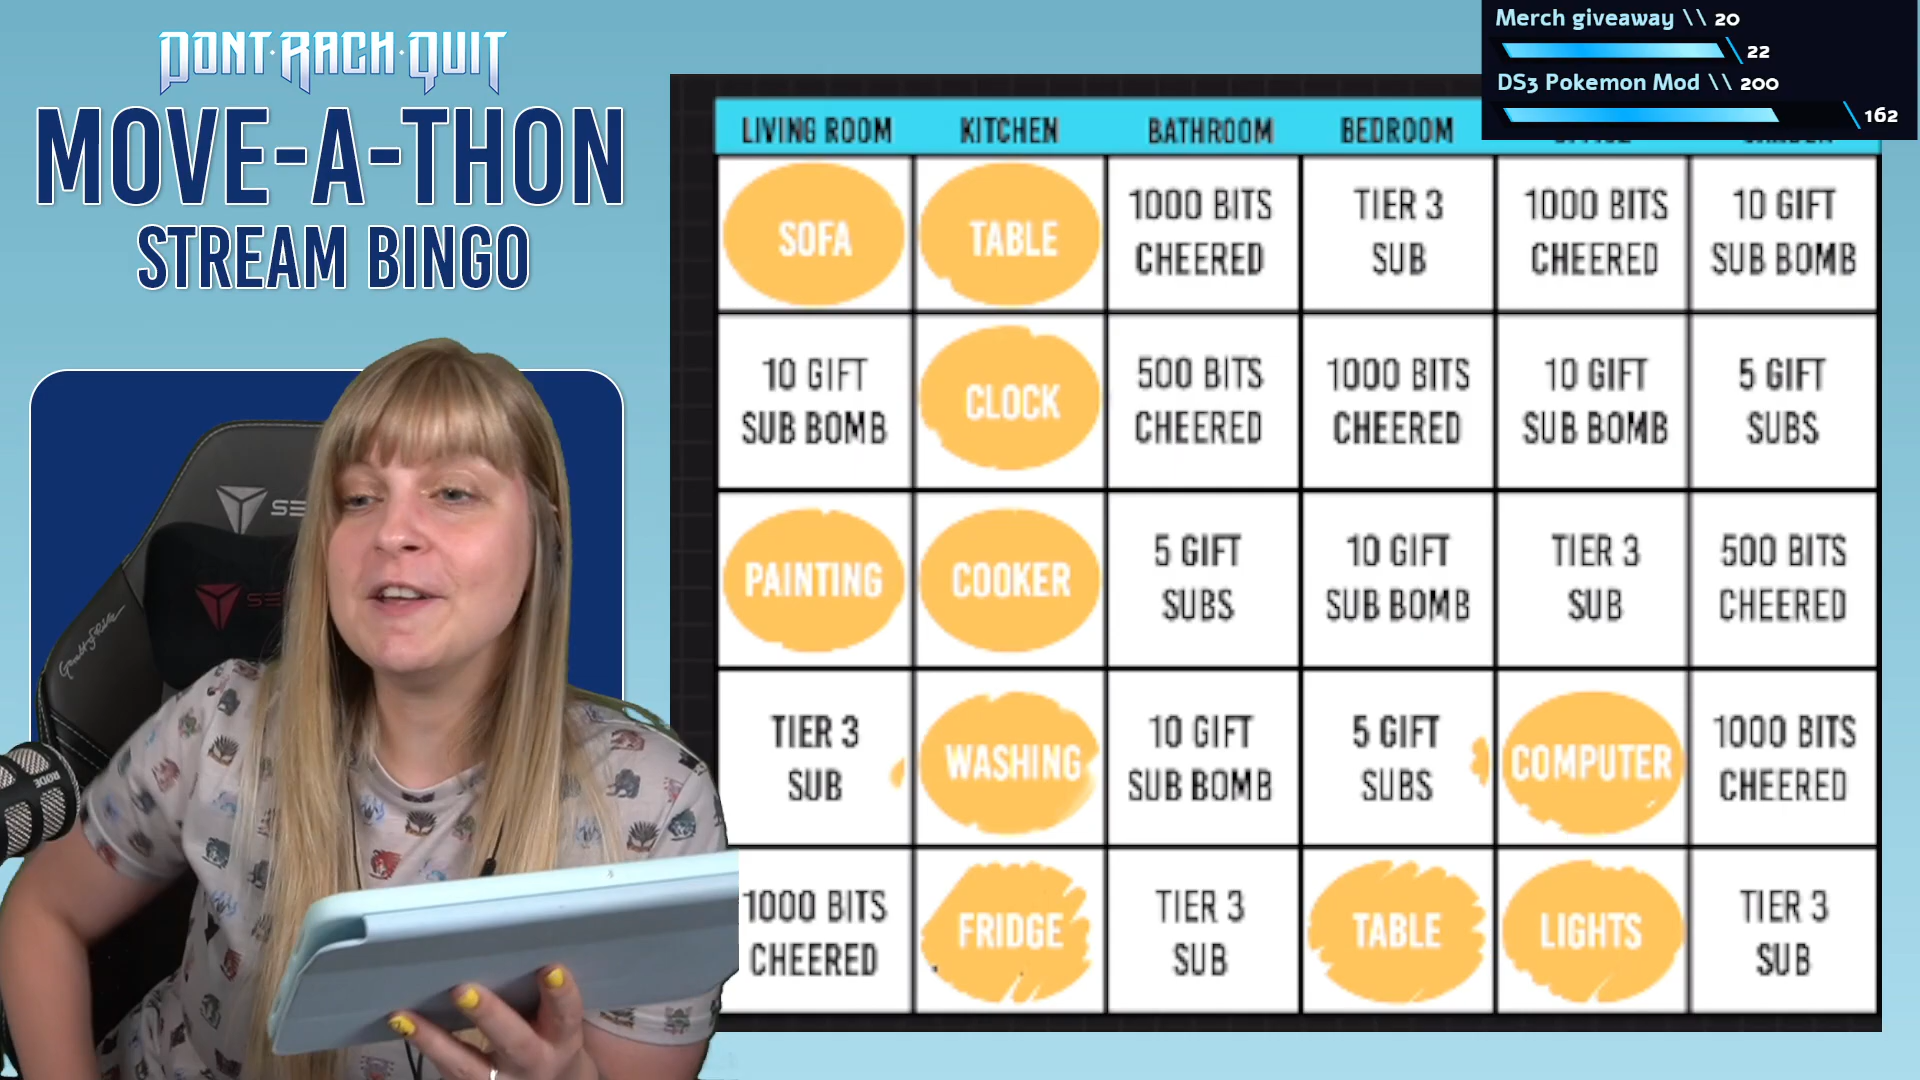 DONT·RACH·QUIT
MOVE-A-THON
STREAM BINGO
Merch giveaway \\ 20
22
DS3 Pokemon Mod \\ 200
162
LIVING ROOM KITCHEN BATHROOM BEDROOM
SOFA TABLE 1000 BITS CHEERED TIER 3 SUB 1000 BITS CHEERED 10 GIFT SUB BOMB
10 GIFT SUB BOMB CLOCK 500 BITS CHEERED 1000 BITS CHEERED 10 GIFT SUB BOMB 5 GIFT SUBS
PAINTING COOKER 5 GIFT SUBS 10 GIFT SUB BOMB TIER 3 SUB 500 BITS CHEERED
TIER 3 SUB WASHING 10 GIFT SUB BOMB 5 GIFT SUBS COMPUTER 1000 BITS CHEERED
1000 BITS CHEERED FRIDGE TIER 3 SUB TABLE LIGHTS TIER 3 SUB
SE
SE
RØDE